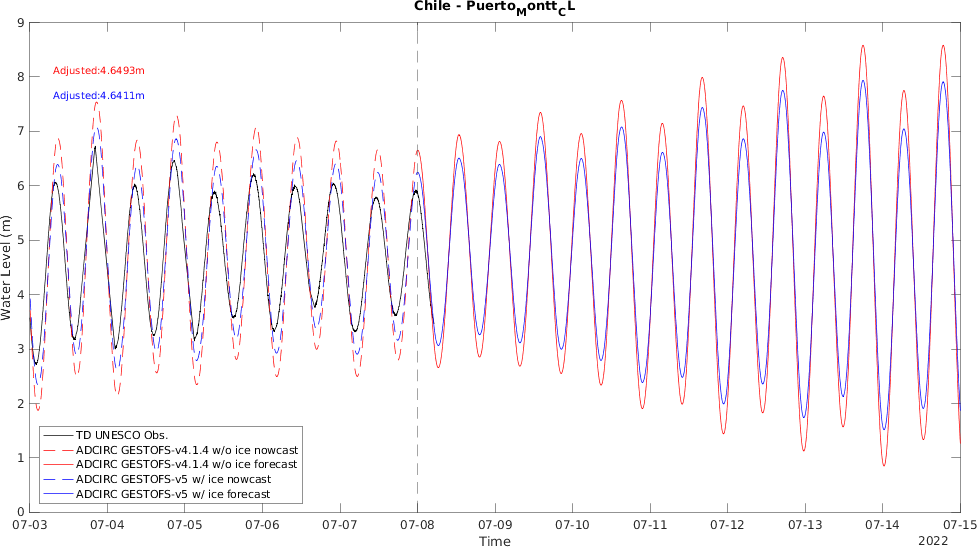 Chile - Puerto_Montt_CL
9
8
7
6
5
4
3
2
1
0
Water Level (m)
Adjusted:4.6493m
Adjusted:4.6411m
TD UNESCO Obs.
ADCIRC GESTOFS-v4.1.4 w/o ice nowcast
ADCIRC GESTOFS-v4.1.4 w/o ice forecast
ADCIRC GESTOFS-v5 w/ ice nowcast
ADCIRC GESTOFS-v5 w/ ice forecast
07-03 07-04 07-05 07-06 07-07 07-08 07-09 07-10 07-11 07-12 07-13 07-14 07-15
Time
2022